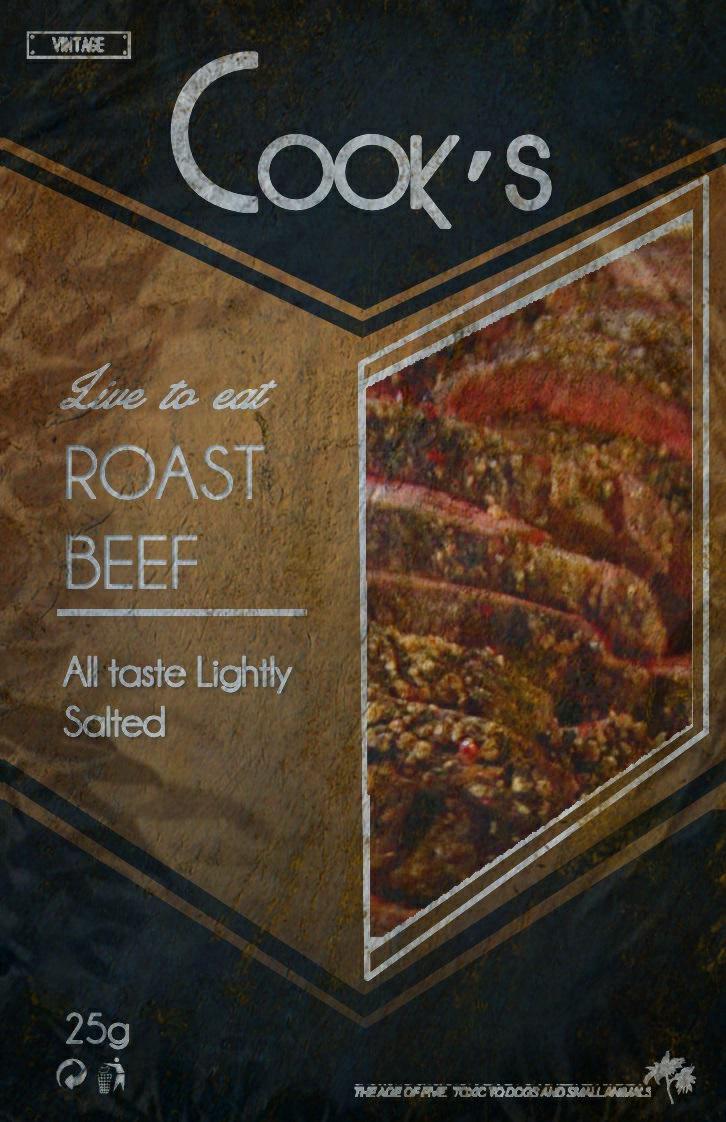 VINTAGE
COOK'S
Live to eat
ROAST
BEEF
All taste Lightly
Salted
25g
THE AGE OF FIVE. TOXIC TO DOGS AND SMALL ANIMALS